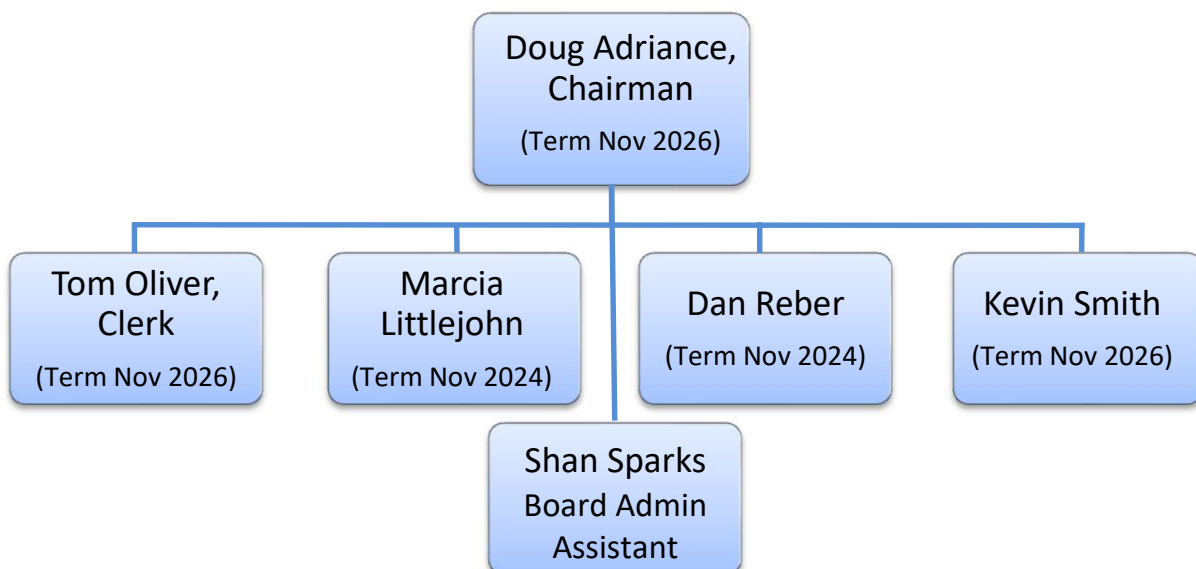 Doug Adriance,
Chairman
(Term Nov 2026)
Tom Oliver,
Clerk
(Term Nov 2026)
Marcia
Littlejohn
(Term Nov 2024)
Dan Reber
(Term Nov 2024)
Kevin Smith
(Term Nov 2026)
Shan Sparks
Board Admin
Assistant